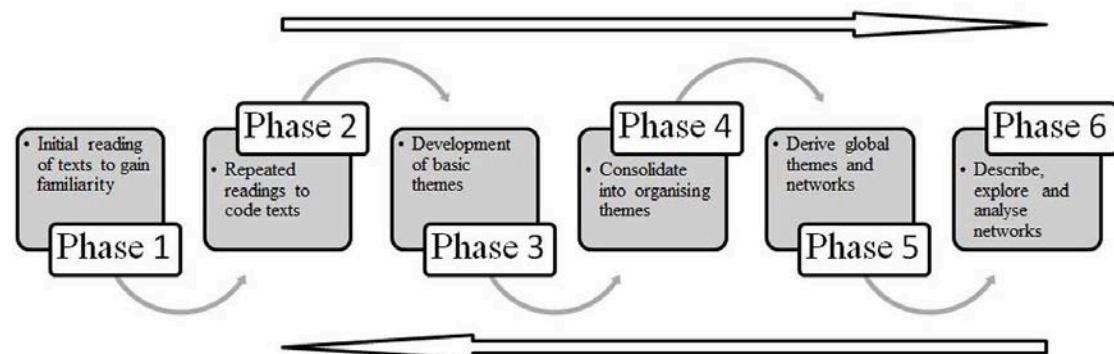 • Initial reading
of texts to gain
familiarity
Phase 1
Phase 2
• Repeated
readings to
code texts
• Development
of basic
themes
Phase 3
Phase 4
• Consolidate
into organising
themes
• Derive global
themes and
networks
Phase 5
Phase 6
• Describe,
explore and
analyse
networks